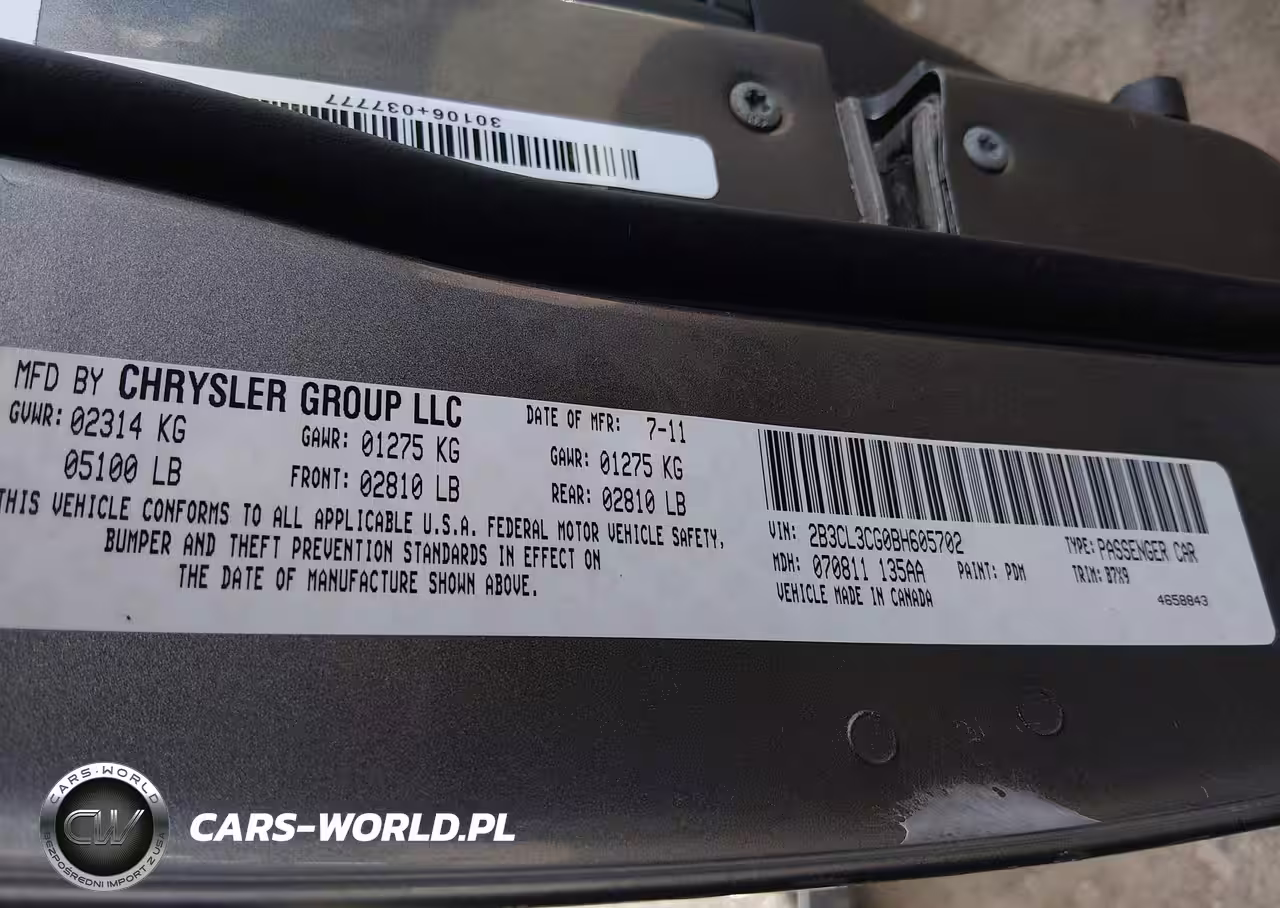 30106+037777
MFD BY CHRYSLER GROUP LLC
DATE OF MFR: 7-11
GVWR: 02314 KG
GAWR: 01275 KG
GAWR: 01275 KG
05100 LB
FRONT: 02810 LB
REAR: 02810 LB
THIS VEHICLE CONFORMS TO ALL APPLICABLE U.S.A. FEDERAL MOTOR VEHICLE SAFETY,
BUMPER AND THEFT PREVENTION STANDARDS IN EFFECT ON
THE DATE OF MANUFACTURE SHOWN ABOVE.
VIN: 2B3CL3CG0BH605702
TYPE: PASSENGER CAR
MDH: 070811 135AA
PAINT: PDM
TRIM: B7X9
VEHICLE MADE IN CANADA
4658843
CARS-WORLD
CW
BEZPOŚREDNI IMPORT Z USA
CARS-WORLD.PL